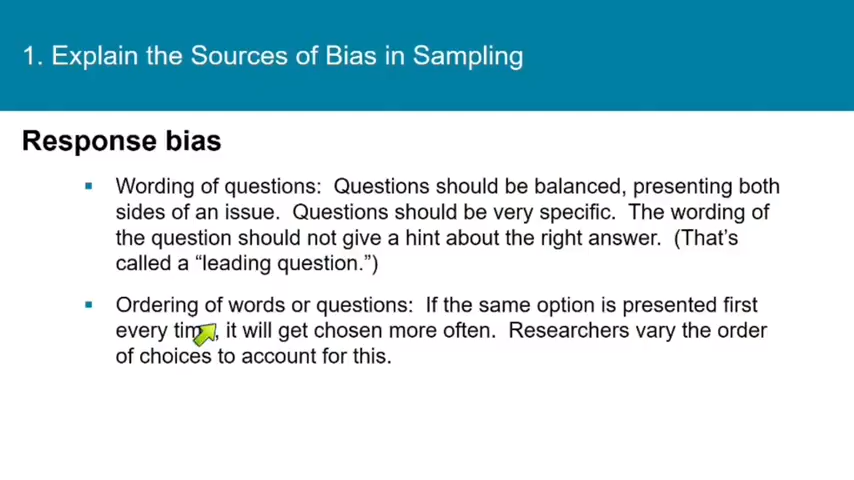 1. Explain the Sources of Bias in Sampling
Response bias
▪ Wording of questions:  Questions should be balanced, presenting both
sides of an issue.  Questions should be very specific.  The wording of
the question should not give a hint about the right answer.  (That's
called a “leading question.”)
▪ Ordering of words or questions:  If the same option is presented first
every time, it will get chosen more often.  Researchers vary the order
of choices to account for this.